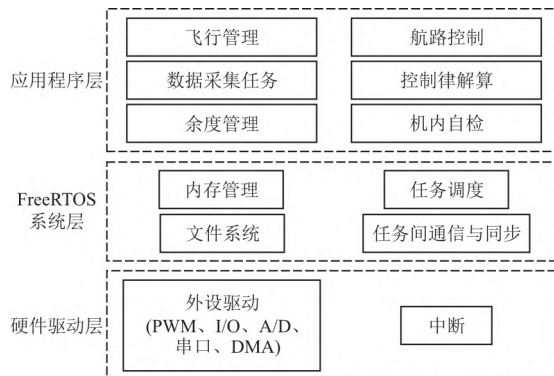 飞行管理
航路控制
应用程序层
数据采集任务
控制律解算
余度管理
机内自检
FreeRTOS
系统层
内存管理
任务调度
文件系统
任务间通信与同步
硬件驱动层
外设驱动
(PWM、I/O、A/D、
串口、DMA)
中断